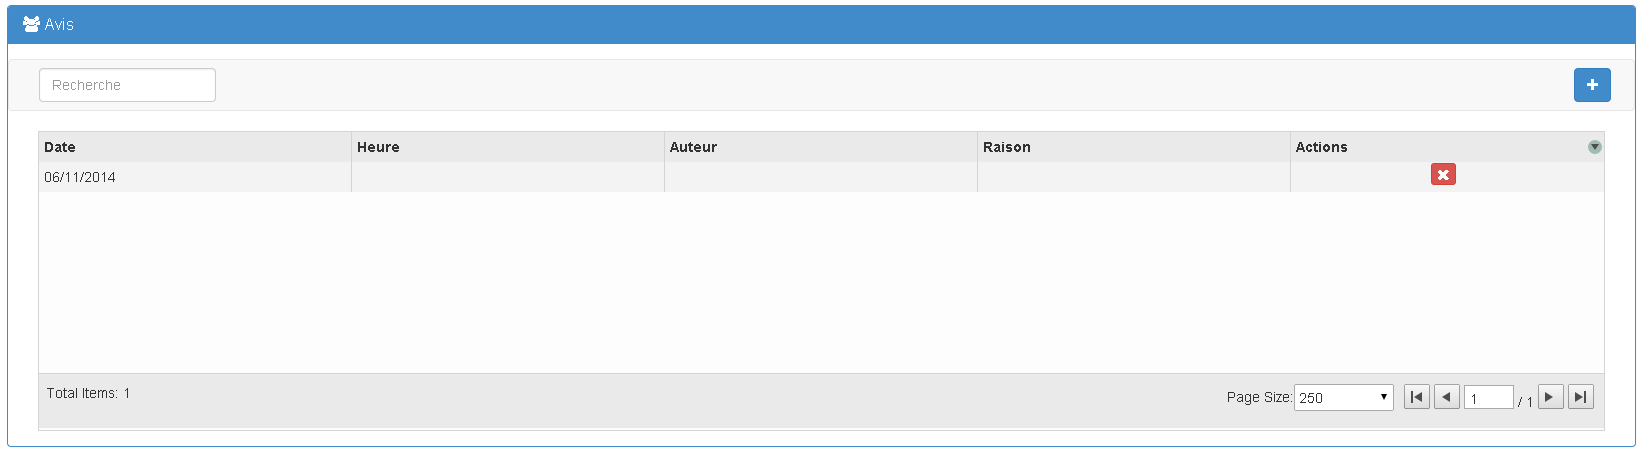 Avis
Recherche
Date Heure Auteur Raison Actions
06/11/2014
Total Items: 1 Page Size: 250 1 / 1